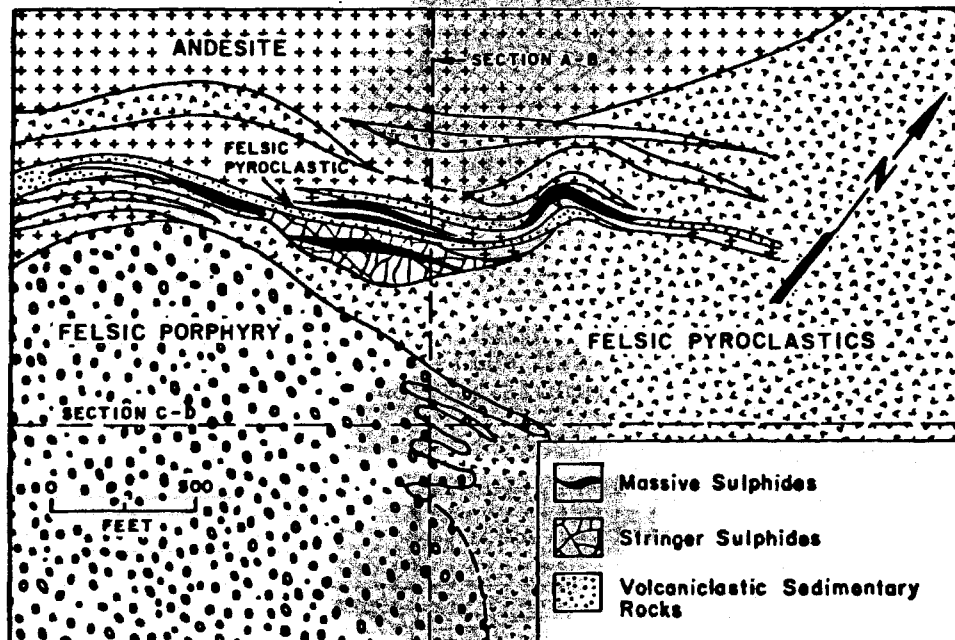 ANDESITE
SECTION A-B
FELSIC
PYROCLASTIC
N
FELSIC PORPHYRY
FELSIC PYROCLASTICS
SECTION C-D
0 500
FEET
Massive Sulphides
Stringer Sulphides
Volcaniclastic Sedimentary
Rocks